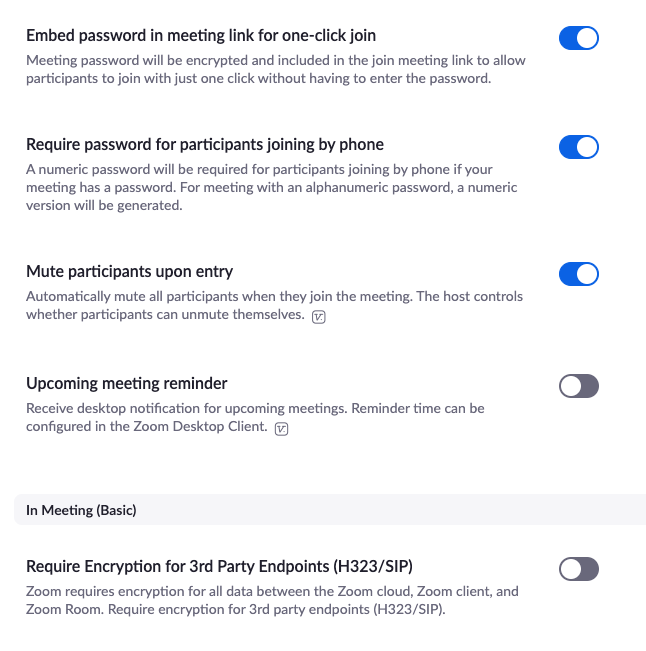 Embed password in meeting link for one-click join
Meeting password will be encrypted and included in the join meeting link to allow
participants to join with just one click without having to enter the password.
Require password for participants joining by phone
A numeric password will be required for participants joining by phone if your
meeting has a password. For meeting with an alphanumeric password, a numeric
version will be generated.
Mute participants upon entry
Automatically mute all participants when they join the meeting. The host controls
whether participants can unmute themselves.
Upcoming meeting reminder
Receive desktop notification for upcoming meetings. Reminder time can be
configured in the Zoom Desktop Client.
In Meeting (Basic)
Require Encryption for 3rd Party Endpoints (H323/SIP)
Zoom requires encryption for all data between the Zoom cloud, Zoom client, and
Zoom Room. Require encryption for 3rd party endpoints (H323/SIP).